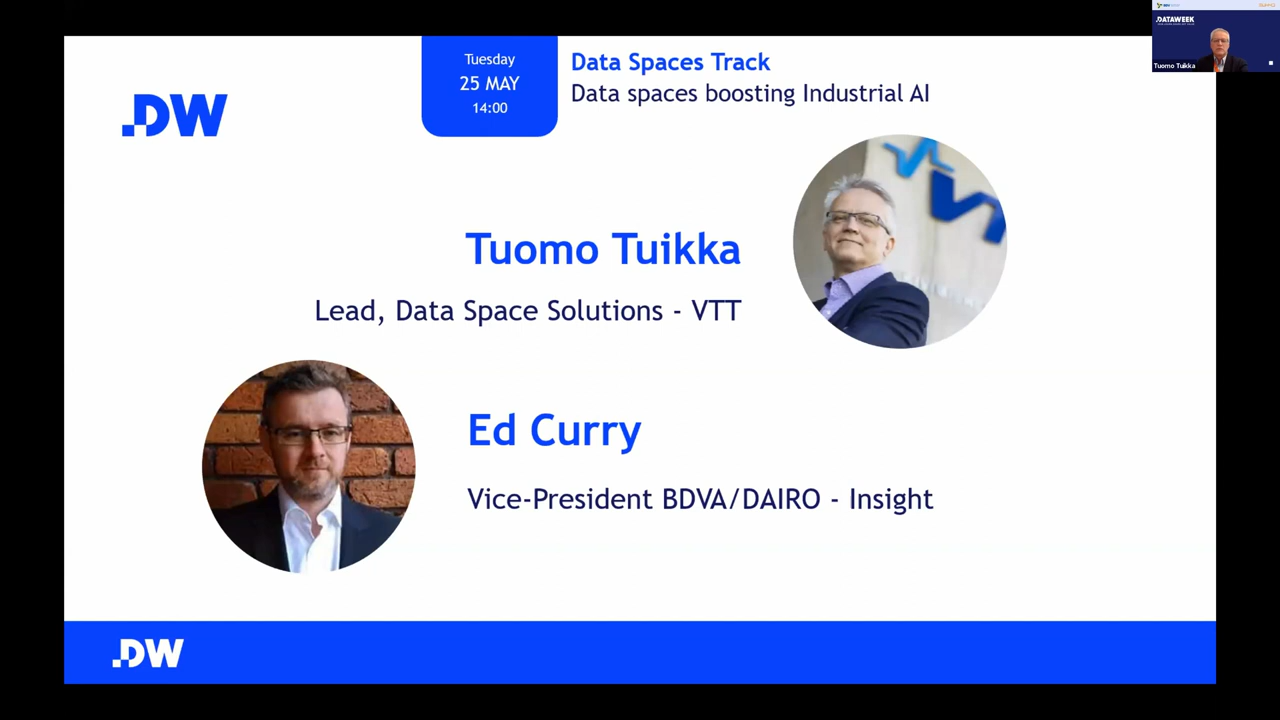 Tuesday
25 MAY
14:00
Data Spaces Track
Data spaces boosting Industrial AI
.DW
Tuomo Tuikka
Lead, Data Space Solutions - VTT
VT
Ed Curry
Vice-President BDVA/DAIRO - Insight
.DW
.DATAWEEK
Tuomo Tuikka